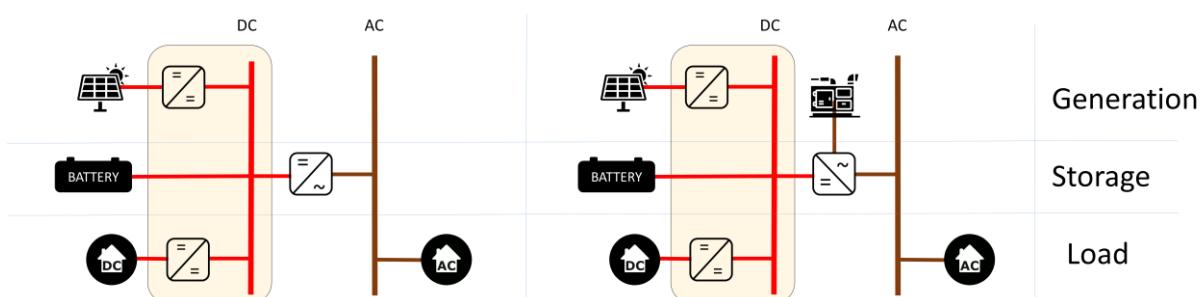 DC
AC
DC
AC
Generation
BATTERY
BATTERY
Storage
DC
AC
DC
AC
Load